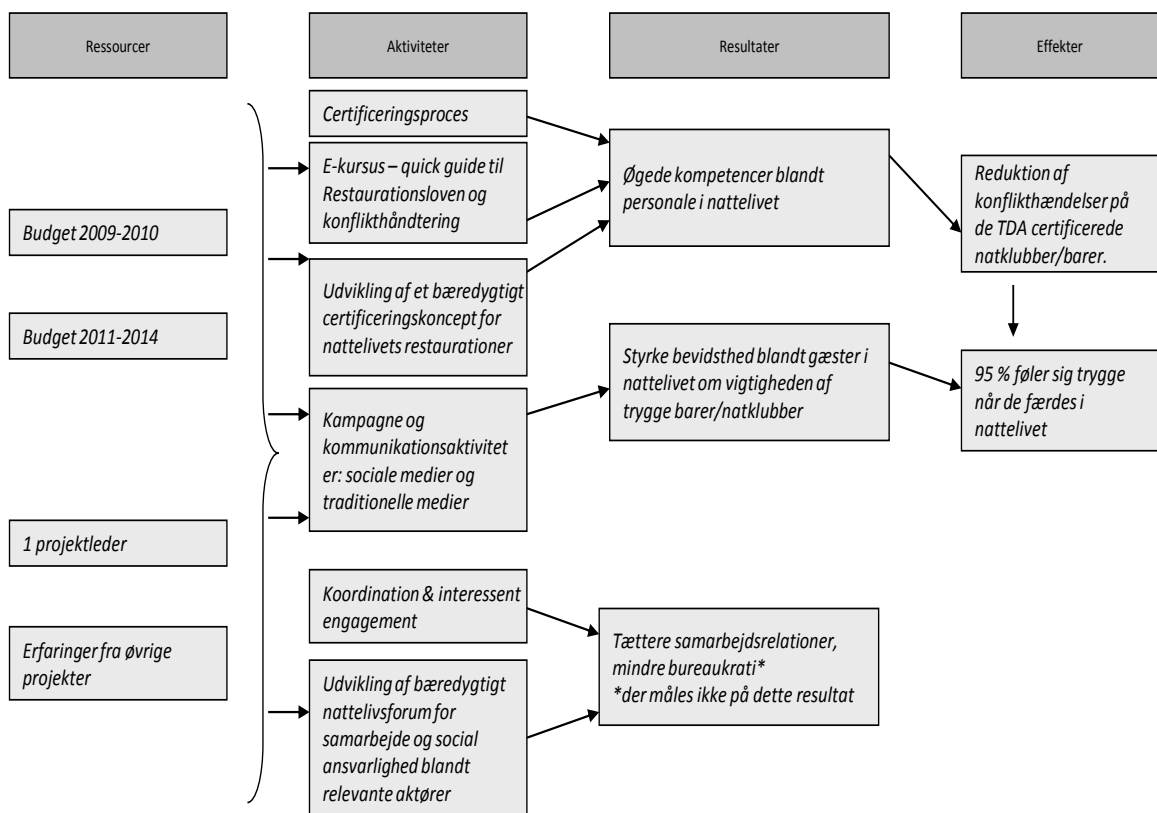 Ressourcer
Aktiviteter
Resultater
Effekter
Budget 2009-2010
Budget 2011-2014
1 projektleder
Erfaringer fra øvrige
projekter
Certificeringsproces
E-kursus – quick guide til
Restaurationsloven og
konflikthåndtering
Udvikling af et bæredygtigt
certificeringskoncept for
nattelivets restaurationer
Kampagne og
kommunikationsaktivitet
er: sociale medier og
traditionelle medier
Koordination & interessent
engagement
Udvikling af bæredygtigt
nattelivsforum for
samarbejde og social
ansvarlighed blandt
relevante aktører
Øgede kompetencer blandt
personale i nattelivet
Styrke bevidsthed blandt gæster i
nattelivet om vigtigheden af
trygge barer/natklubber
Tættere samarbejdsrelationer,
mindre bureaukrati*
*der måles ikke på dette resultat
Reduktion af
konflikthændelser på
de TDA certificerede
natklubber/barer.
95 % føler sig trygge
når de færdes i
nattelivet